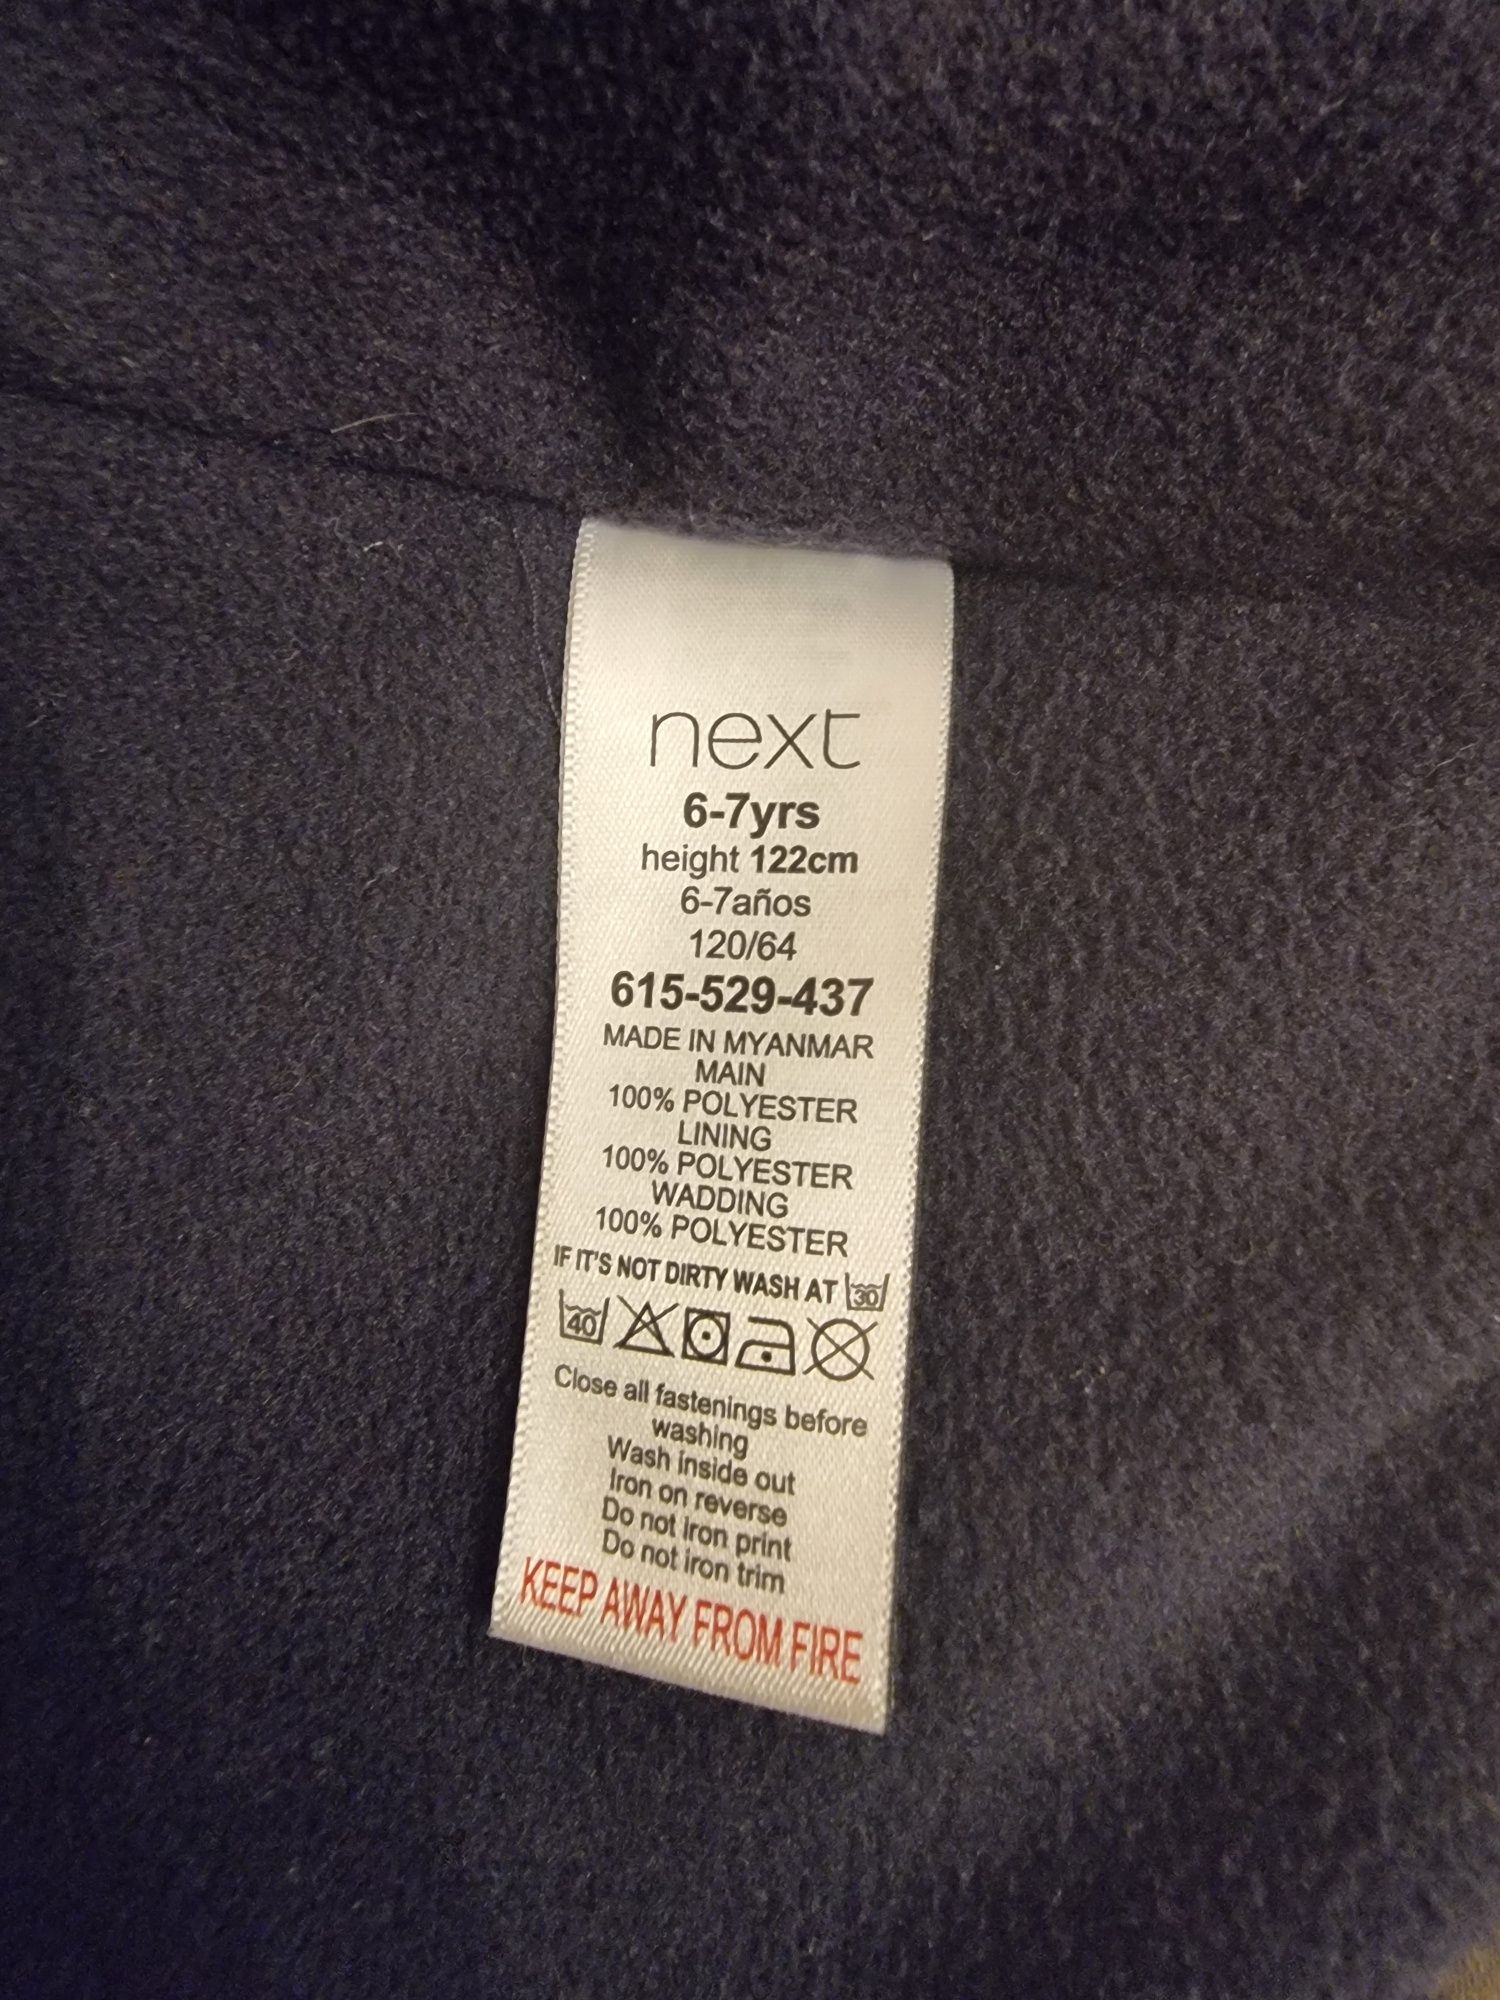 next
6-7yrs
height 122cm
6-7años
120/64
615-529-437
MADE IN MYANMAR
MAIN
100% POLYESTER
LINING
100% POLYESTER
WADDING
100% POLYESTER
IF IT'S NOT DIRTY WASH AT 30
40
Close all fastenings before
washing
Wash inside out
Iron on reverse
Do not iron print
Do not iron trim
KEEP AWAY FROM FIRE